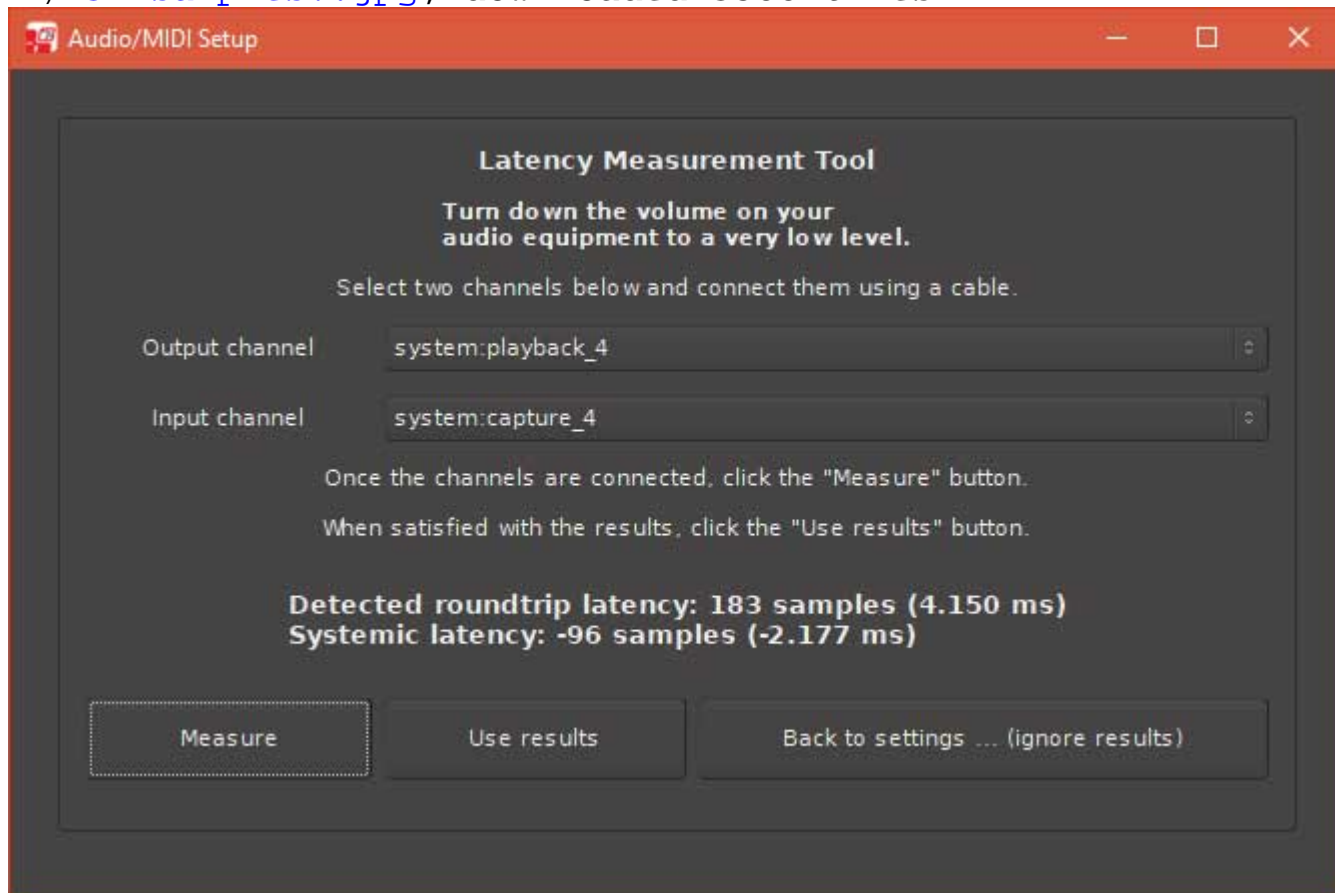 Audio/MIDI Setup
Latency Measurement Tool
Turn down the volume on your
audio equipment to a very low level.
Select two channels below and connect them using a cable.
Output channel system:playback_4
Input channel system:capture_4
Once the channels are connected, click the "Measure" button.
When satisfied with the results, click the "Use results" button.
Detected roundtrip latency: 183 samples (4.150 ms)
Systemic latency: -96 samples (-2.177 ms)
Measure Use results Back to settings ... (ignore results)